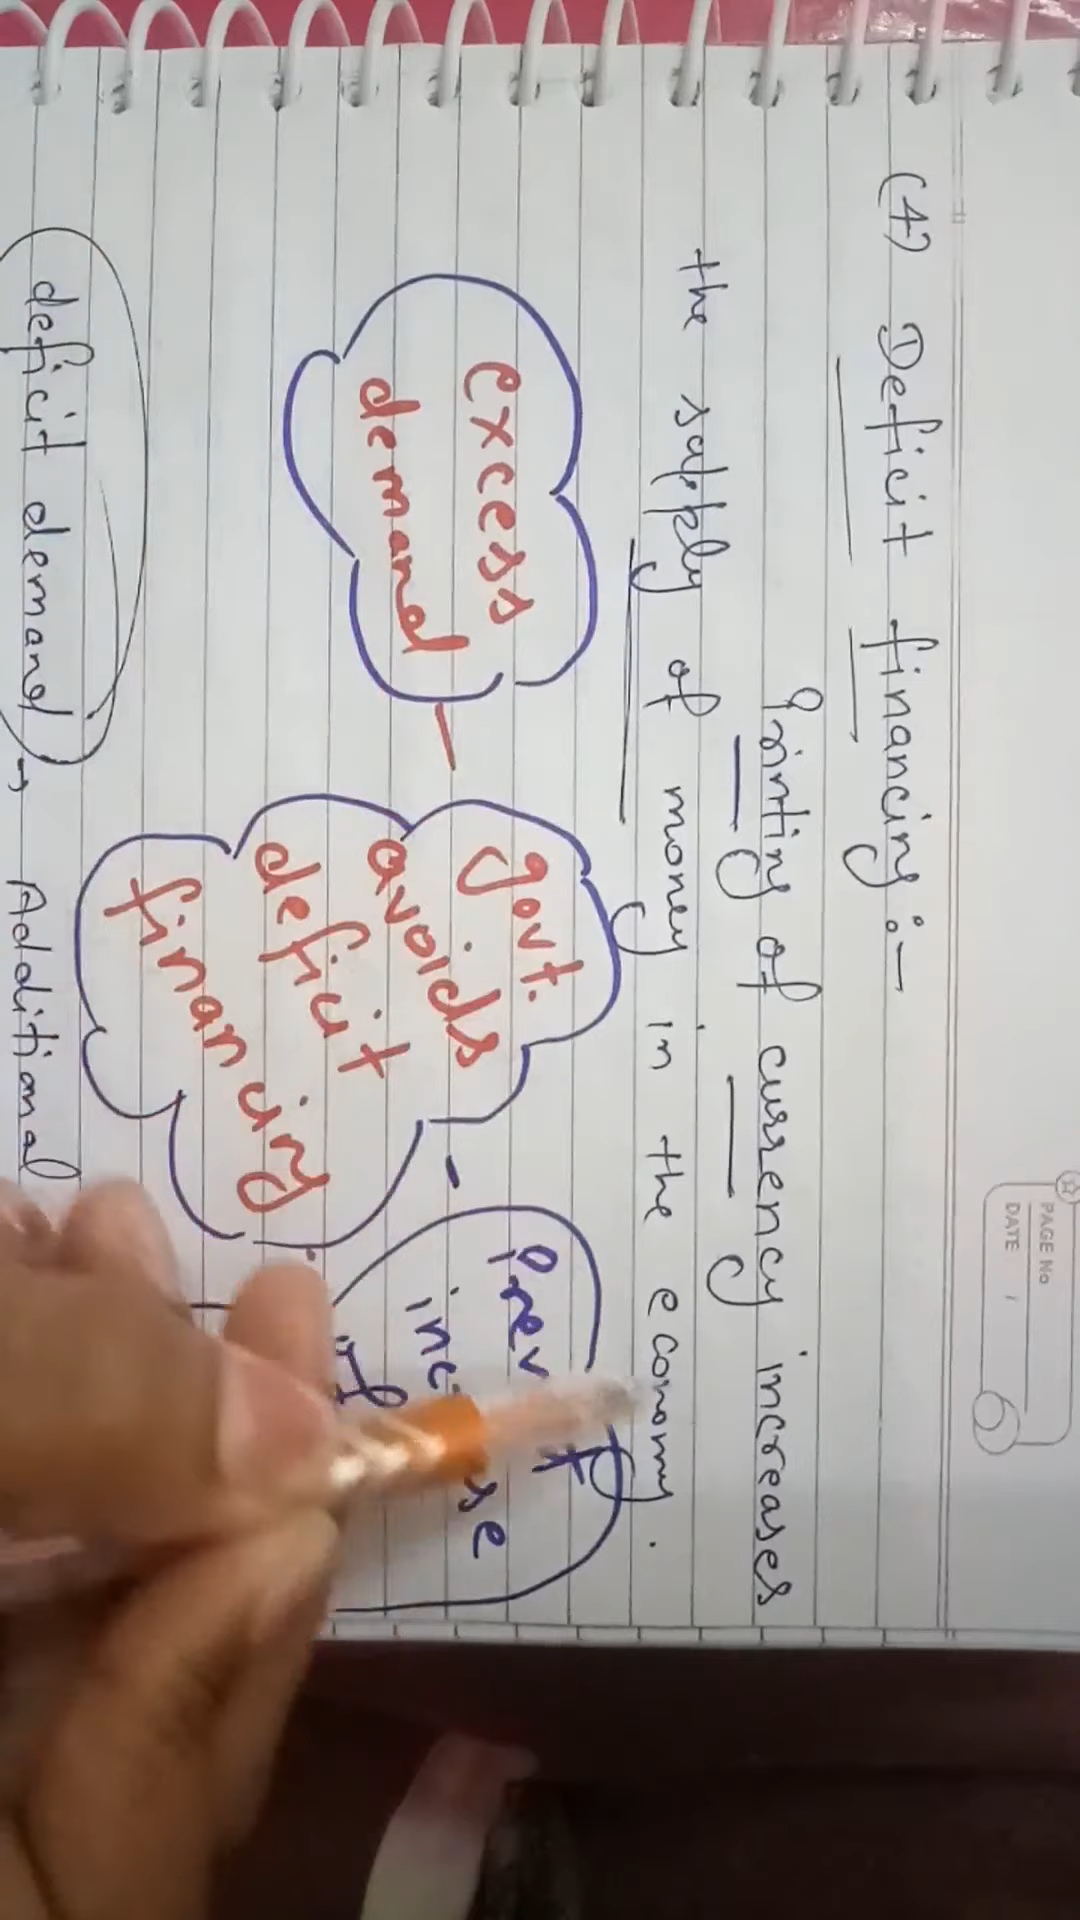 PAGE No
DATE
(4) Deficit financing :-
Printing of currency increases
the supply of money in the economy.
excess
demand
govt.
avoids
deficit
financing
of
deficit demand → Additional